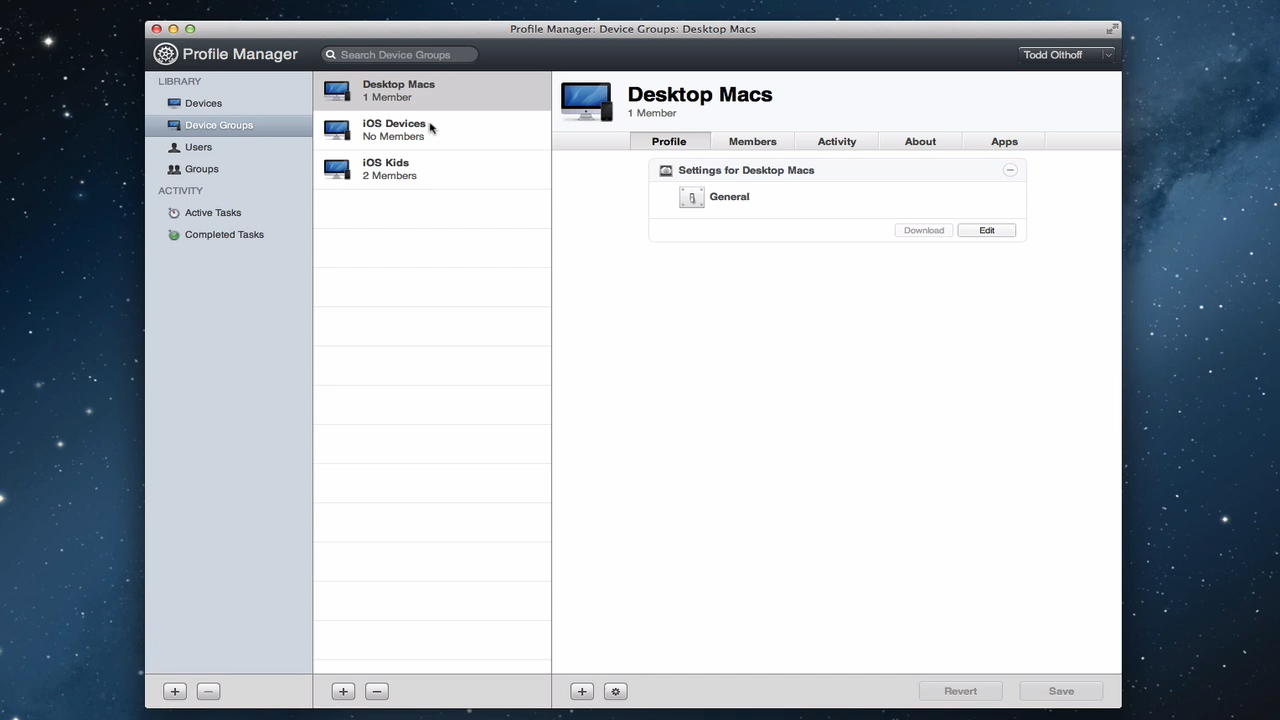 Profile Manager: Device Groups: Desktop Macs
Profile Manager
Search Device Groups
Todd Olthoff
LIBRARY
Devices
Device Groups
Users
Groups
ACTIVITY
Active Tasks
Completed Tasks
Desktop Macs
1 Member
iOS Devices
No Members
iOS Kids
2 Members
Desktop Macs
1 Member
Profile
Members
Activity
About
Apps
Settings for Desktop Macs
General
Download
Edit
Revert
Save